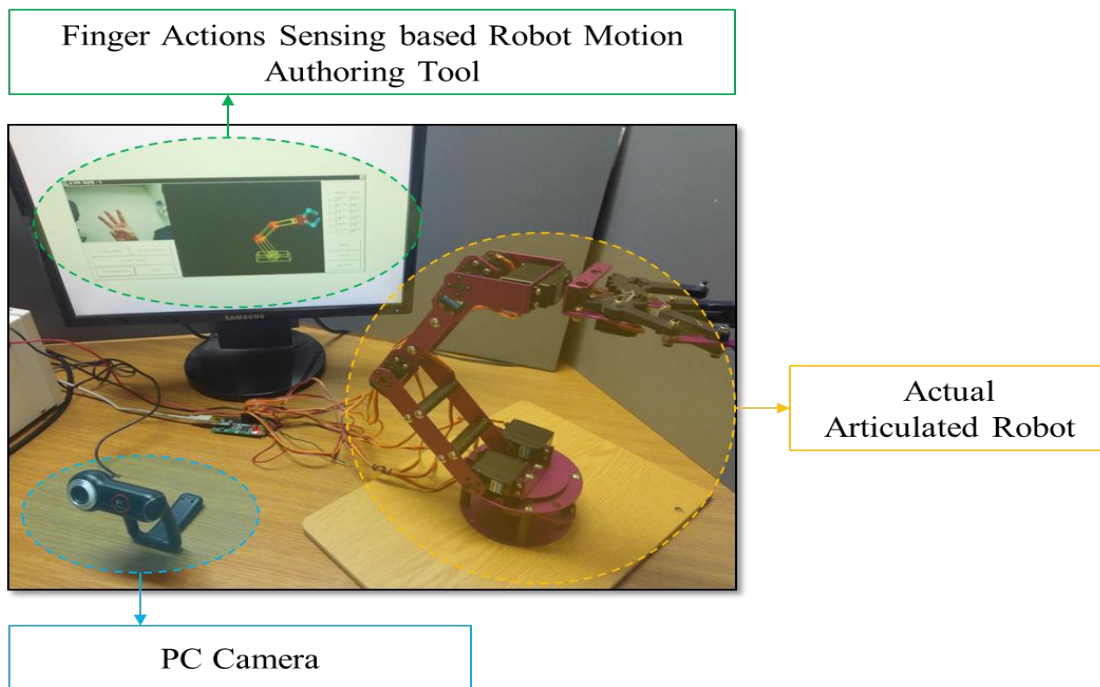 Finger Actions Sensing based Robot Motion
Authoring Tool
SAMSUNG
Actual
Articulated Robot
PC Camera